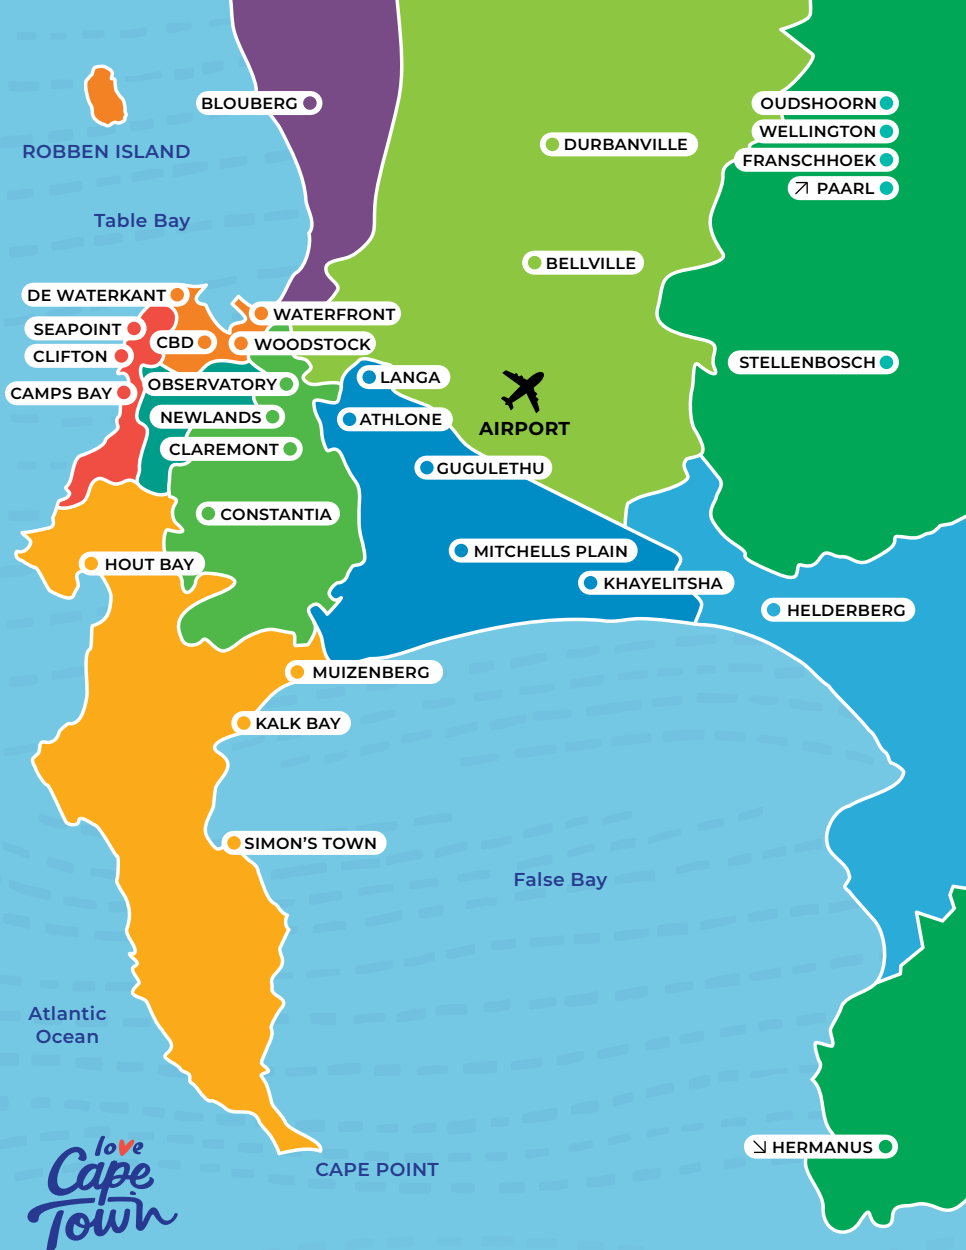 BLOUBERG
OUDSHOORN
WELLINGTON
FRANSCHHOEK
PAARL
DURBANVILLE
ROBBEN ISLAND
Table Bay
BELLVILLE
DE WATERKANT
WATERFRONT
SEAPOINT
CBD
WOODSTOCK
CLIFTON
STELLENBOSCH
LANGA
OBSERVATORY
CAMPS BAY
ATHLONE
NEWLANDS
AIRPORT
CLAREMONT
GUGULETHU
CONSTANTIA
MITCHELLS PLAIN
HOUT BAY
KHAYELITSHA
HELDERBERG
MUIZENBERG
KALK BAY
SIMON’S TOWN
False Bay
Atlantic
Ocean
HERMANUS
CAPE POINT
love
Cape
Town